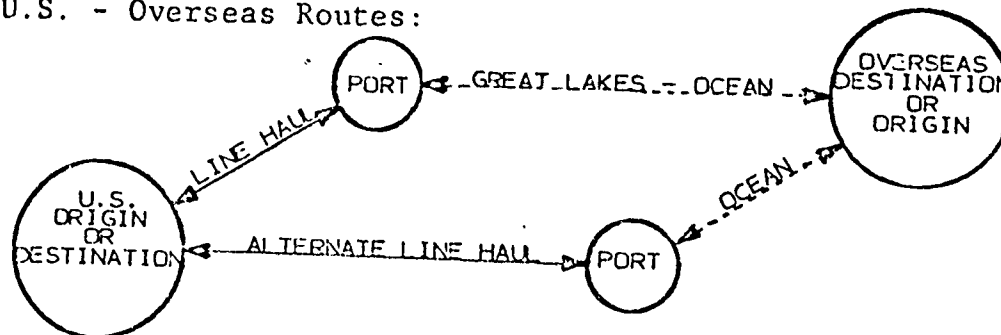 U.S. - Overseas Routes:
PORT
GREAT LAKES - OCEAN
OVERSEAS
DESTINATION
OR
ORIGIN
LINE HAUL
OCEAN
U.S.
ORIGIN
OR
DESTINATION
ALTERNATE LINE HAUL
PORT